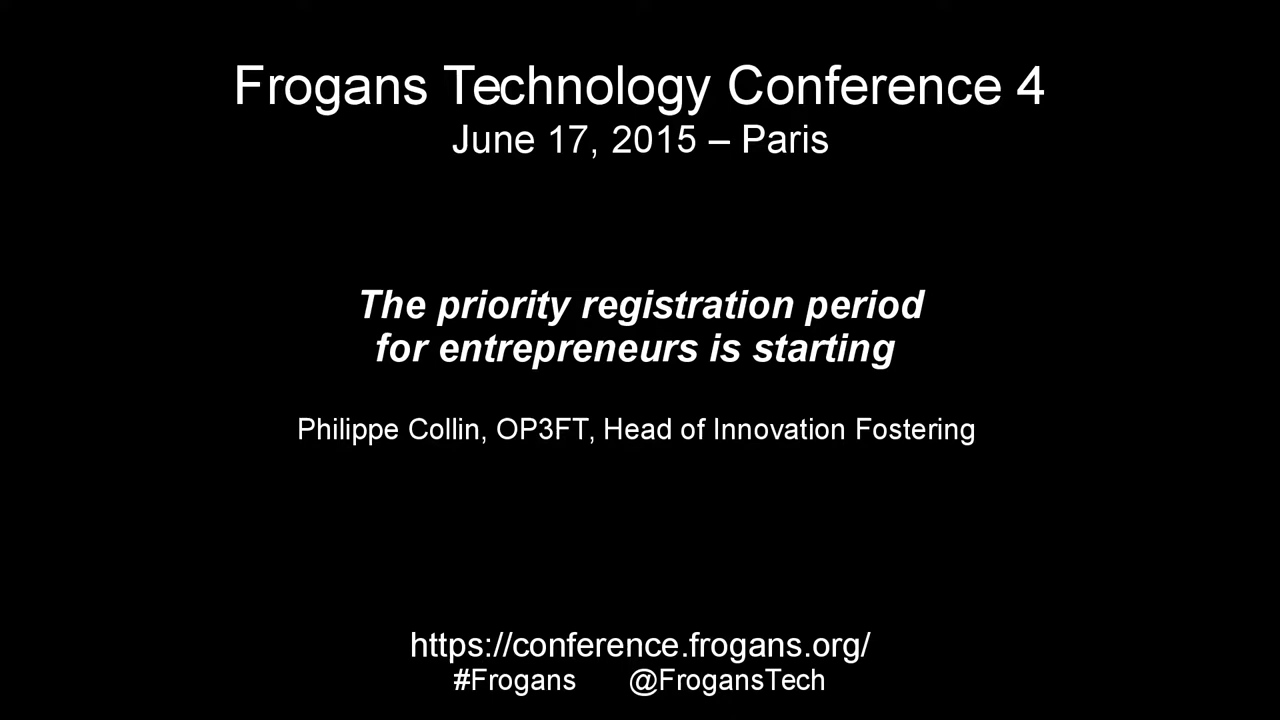 Frogans Technology Conference 4
June 17, 2015 – Paris
The priority registration period
for entrepreneurs is starting
Philippe Collin, OP3FT, Head of Innovation Fostering
https://conference.frogans.org/
#Frogans @FrogansTech